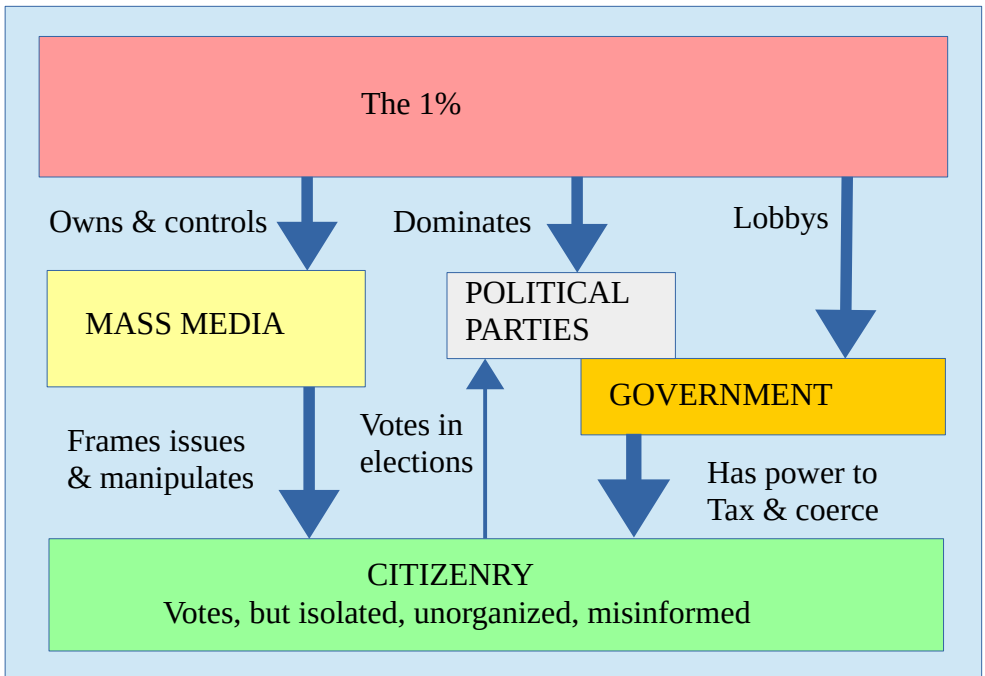 The 1%
Owns & controls
Dominates
Lobbys
MASS MEDIA
POLITICAL
PARTIES
GOVERNMENT
Frames issues
& manipulates
Votes in
elections
Has power to
Tax & coerce
CITIZENRY
Votes, but isolated, unorganized, misinformed